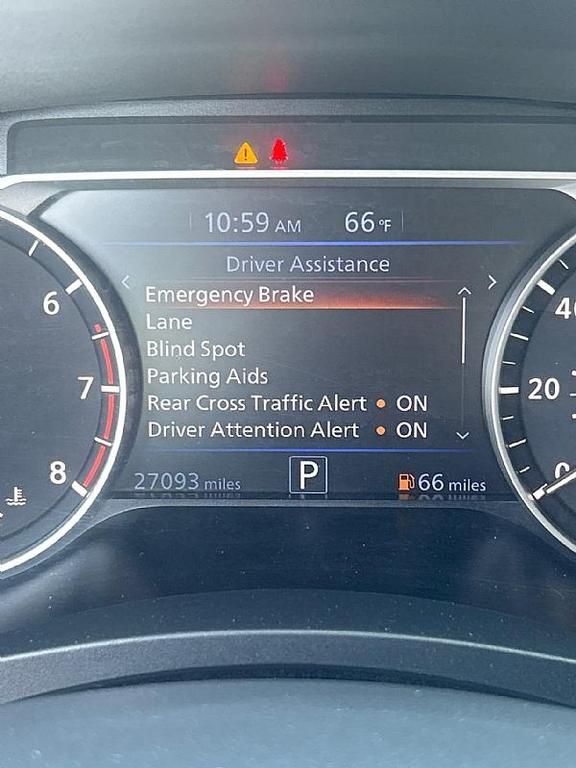 10:59 AM 66°F
Driver Assistance
Emergency Brake
Lane
Blind Spot
Parking Aids
Rear Cross Traffic Alert • ON
Driver Attention Alert • ON
27093 miles P 66 miles
6
7
8
40
20
0